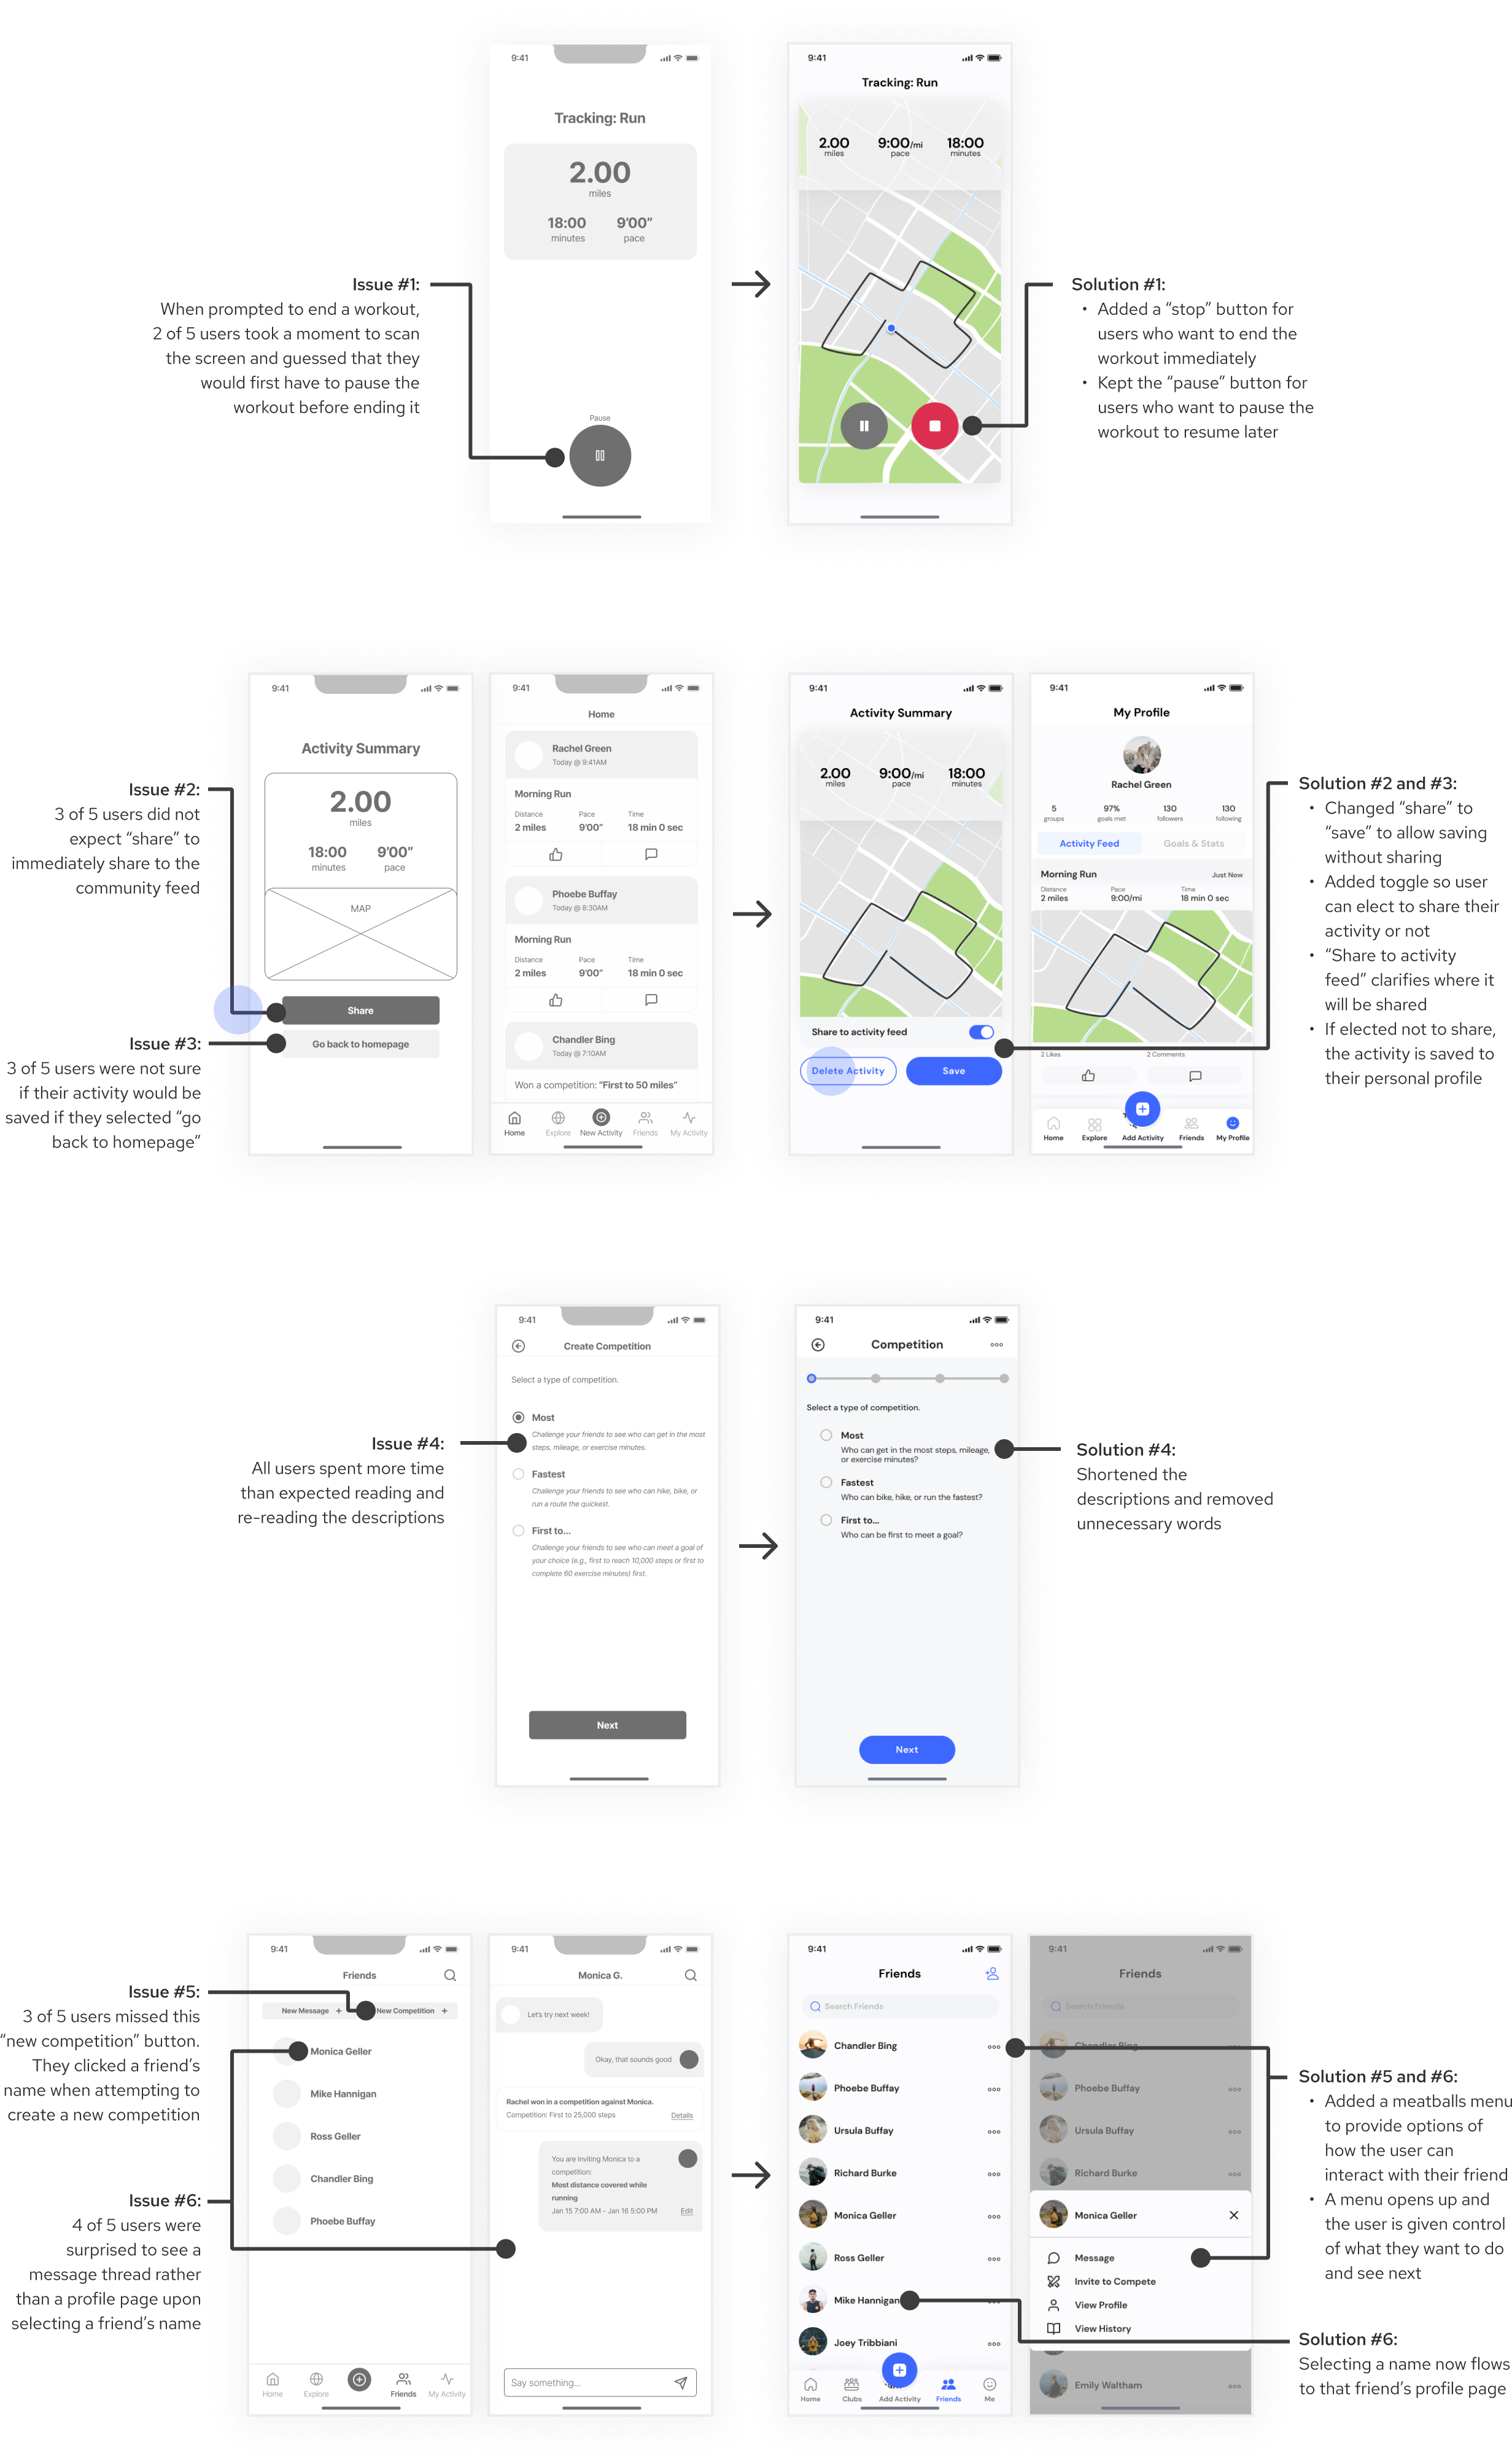 9:41
Tracking: Run
2.00
miles
18:00 9'00”
minutes pace
Pause
9:41
Tracking: Run
2.00 9:00/mi 18:00
miles pace minutes
Issue #1:
When prompted to end a workout,
2 of 5 users took a moment to scan
the screen and guessed that they
would first have to pause the
workout before ending it
Solution #1:
• Added a “stop” button for
users who want to end the
workout immediately
• Kept the “pause” button for
users who want to pause the
workout to resume later
Issue #2:
3 of 5 users did not
expect “share” to
immediately share to the
community feed
Issue #3:
3 of 5 users were not sure
if their activity would be
saved if they selected “go
back to homepage”
9:41
Activity Summary
2.00
miles
18:00 9'00”
minutes pace
MAP
Share
Go back to homepage
9:41
Home
Rachel Green
Today @ 9:41AM
Morning Run
Distance Pace Time
2 miles 9'00” 18 min 0 sec
Phoebe Buffay
Today @ 8:30AM
Morning Run
Distance Pace Time
2 miles 9'00” 18 min 0 sec
Chandler Bing
Today @ 7:10AM
Won a competition: “First to 50 miles”
Home Explore New Activity Friends My Activity
9:41
Activity Summary
2.00 9:00/mi 18:00
miles pace minutes
Share to activity feed
Delete Activity Save
9:41
My Profile
Rachel Green
5 97% 130 130
groups goals met followers following
Activity Feed Goals & Stats
Morning Run Just Now
Distance Pace Time
2 miles 9:00/mi 18 min 0 sec
2 Likes 2 Comments
Home Explore Add Activity Friends My Profile
Solution #2 and #3:
• Changed “share” to
“save” to allow saving
without sharing
• Added toggle so user
can elect to share their
activity or not
• “Share to activity
feed” clarifies where it
will be shared
• If elected not to share,
the activity is saved to
their personal profile
Issue #4:
All users spent more time
than expected reading and
re-reading the descriptions
9:41
Create Competition
Select a type of competition.
Most
Challenge your friends to see who can get in the most
steps, mileage, or exercise minutes.
Fastest
Challenge your friends to see who can hike, bike, or
run a route the quickest.
First to...
Challenge your friends to see who can meet a goal of
your choice (e.g., first to reach 10,000 steps or first to
complete 60 exercise minutes) first.
Next
9:41
Competition
Select a type of competition.
Most
Who can get in the most steps, mileage,
or exercise minutes?
Fastest
Who can bike, hike, or run the fastest?
First to...
Who can be first to meet a goal?
Next
Solution #4:
Shortened the
descriptions and removed
unnecessary words
Issue #5:
3 of 5 users missed this
“new competition” button.
They clicked a friend's
name when attempting to
create a new competition
Issue #6:
4 of 5 users were
surprised to see a
message thread rather
than a profile page upon
selecting a friend's name
9:41
Friends
New Message + New Competition +
Monica Geller
Mike Hannigan
Ross Geller
Chandler Bing
Phoebe Buffay
Home Explore Friends My Activity
9:41
Monica G.
Let's try next week!
Okay, that sounds good
Rachel won in a competition against Monica.
Competition: First to 25,000 steps Details
You are inviting Monica to a
competition:
Most distance covered while
running
Jan 15 7:00 AM - Jan 16 5:00 PM Edit
Say something...
9:41
Friends
Search Friends
Chandler Bing
Phoebe Buffay
Ursula Buffay
Richard Burke
Monica Geller
Ross Geller
Mike Hannigan
Joey Tribbiani
Home Clubs Add Activity Friends Me
9:41
Friends
Search Friends
Chandler Bing
Phoebe Buffay
Ursula Buffay
Richard Burke
Monica Geller
Message
Invite to Compete
View Profile
View History
Emily Waltham
Solution #5 and #6:
• Added a meatballs menu
to provide options of
how the user can
interact with their friend
• A menu opens up and
the user is given control
of what they want to do
and see next
Solution #6:
Selecting a name now flows
to that friend's profile page